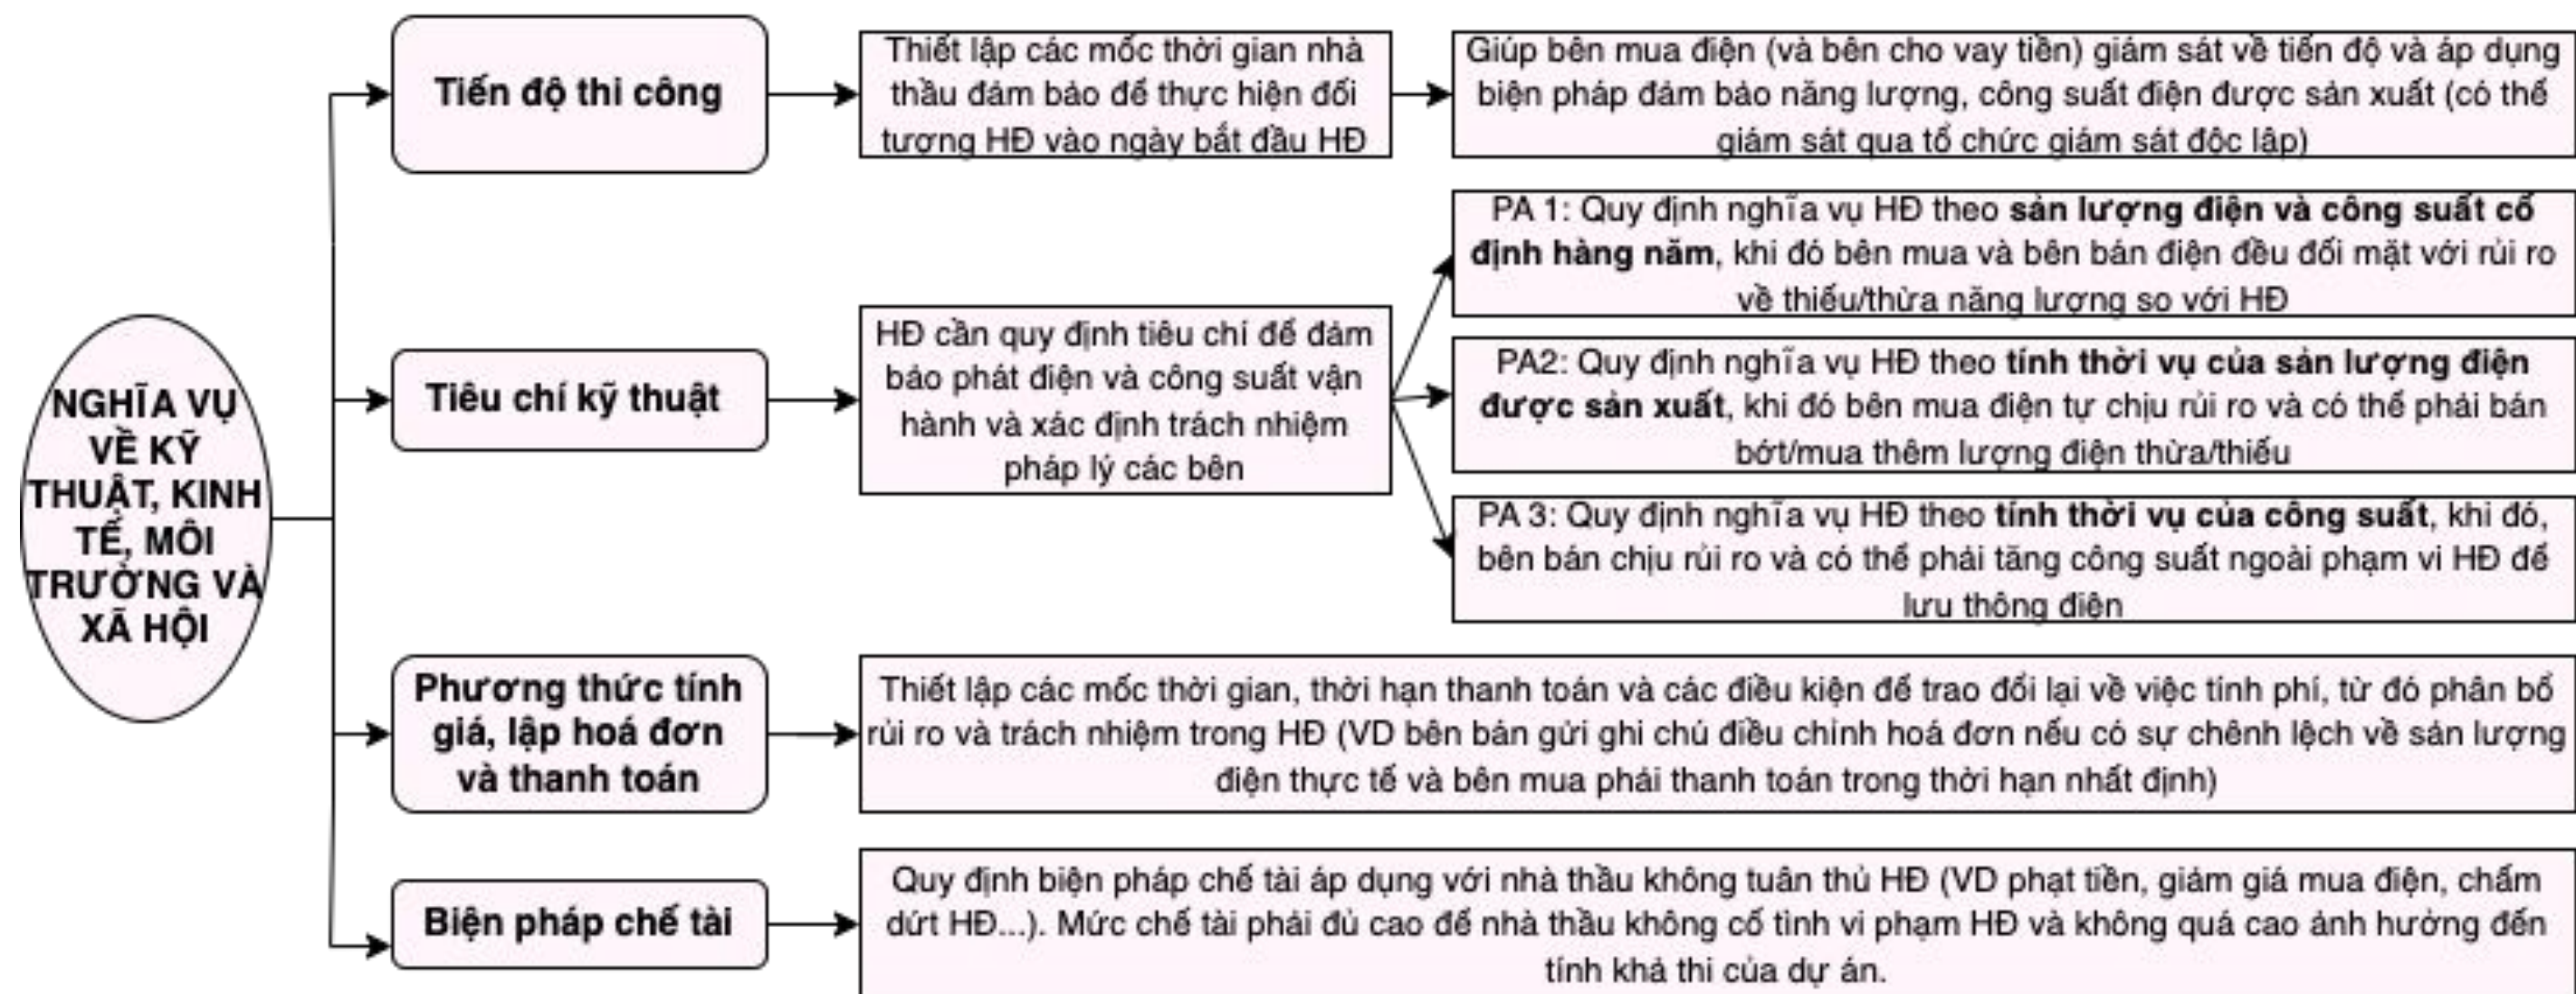 NGHĨA VỤ
VỀ KỸ
THUẬT, KINH
TẾ, MÔI
TRƯỜNG VÀ
XÃ HỘI
Tiến độ thi công
Thiết lập các mốc thời gian nhà
thầu đảm bảo để thực hiện đối
tượng HĐ vào ngày bắt đầu HĐ
Giúp bên mua điện (và bên cho vay tiền) giám sát về tiến độ và áp dụng
biện pháp đảm bảo năng lượng, công suất điện được sản xuất (có thể
giám sát qua tổ chức giám sát độc lập)
Tiêu chí kỹ thuật
HĐ cần quy định tiêu chí để đảm
bảo phát điện và công suất vận
hành và xác định trách nhiệm
pháp lý các bên
PA 1: Quy định nghĩa vụ HĐ theo sản lượng điện và công suất cố
định hàng năm, khi đó bên mua và bên bán điện đều đối mặt với rủi ro
về thiếu/thừa năng lượng so với HĐ
PA2: Quy định nghĩa vụ HĐ theo tính thời vụ của sản lượng điện
được sản xuất, khi đó bên mua điện tự chịu rủi ro và có thể phải bán
bớt/mua thêm lượng điện thừa/thiếu
PA 3: Quy định nghĩa vụ HĐ theo tính thời vụ của công suất, khi đó,
bên bán chịu rủi ro và có thể phải tăng công suất ngoài phạm vi HĐ để
lưu thông điện
Phương thức tính
giá, lập hoá đơn
và thanh toán
Thiết lập các mốc thời gian, thời hạn thanh toán và các điều kiện để trao đổi lại về việc tính phí, từ đó phân bổ
rủi ro và trách nhiệm trong HĐ (VD bên bán gửi ghi chú điều chỉnh hoá đơn nếu có sự chênh lệch về sản lượng
điện thực tế và bên mua phải thanh toán trong thời hạn nhất định)
Biện pháp chế tài
Quy định biện pháp chế tài áp dụng với nhà thầu không tuân thủ HĐ (VD phạt tiền, giảm giá mua điện, chấm
dứt HĐ...). Mức chế tài phải đủ cao để nhà thầu không cố tình vi phạm HĐ và không quá cao ảnh hưởng đến
tính khả thi của dự án.